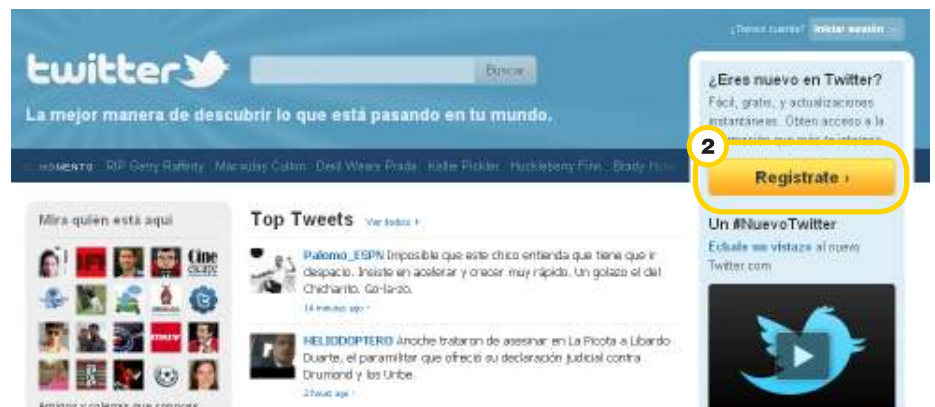 ¿Tienes cuenta? Iniciar sesión
twitter
Buscar
La mejor manera de descubrir lo que está pasando en tu mundo.
¿Eres nuevo en Twitter?
Fácil, gratis, y actualizaciones
instantáneas. Obten acceso a la
2
Regístrate ›
MOMENTO RIP Gerry Rafferty Macaulay Culkin Devil Wears Prada Kellie Pickler Huckleberry Finn Brady
Mira quién está aquí
Cine
Top Tweets Ver todos ›
Palomo_ESPN Imposible que este chico entienda que tiene que ir
despacio. Insiste en acelerar y crecer muy rápido. Un golazo el del
Chicharito. Go-la-zo.
14 minutes ago
HELIODOPTERO Anoche trataron de asesinar en La Picota a Libardo
Duarte, el paramilitar que ofreció su declaración judicial contra
Drumond y los Uribe.
2 hours ago
Un #NuevoTwitter
Echale un vistazo al nuevo
Twitter.com